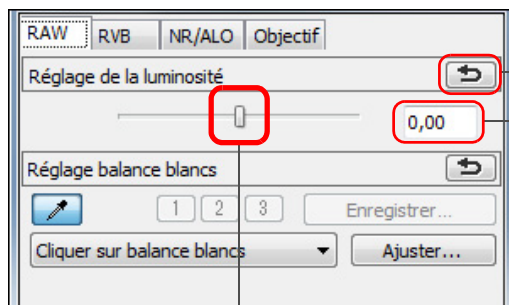 RAW RVB NR/ALO Objectif
Réglage de la luminosité
0,00
Réglage balance blancs
1 2 3 Enregistrer...
Cliquer sur balance blancs Ajuster...